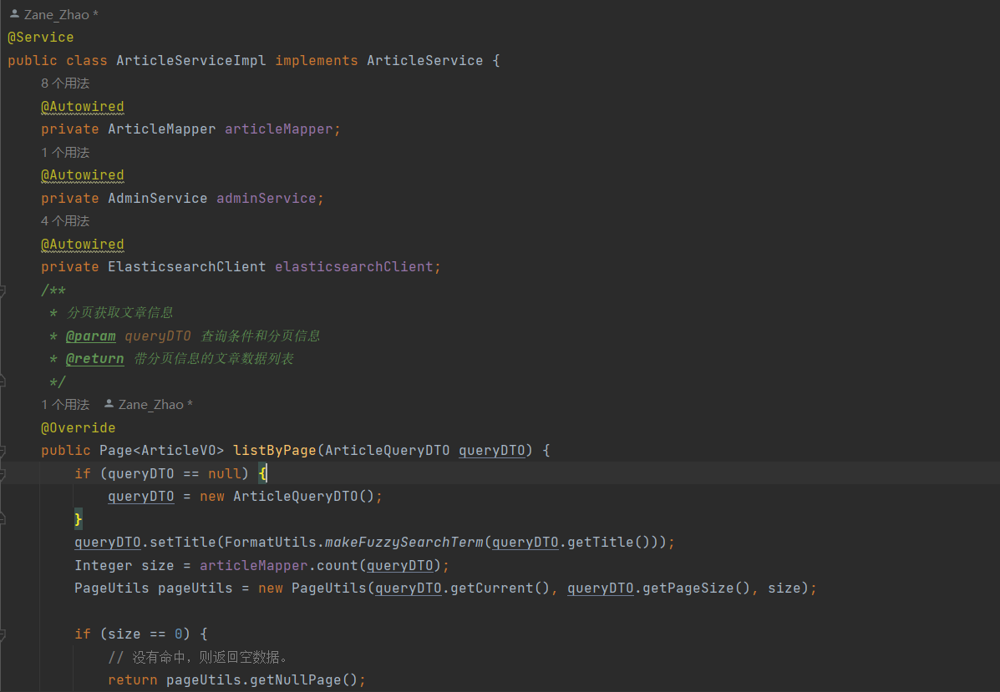 Zane_Zhao *
@Service
public class ArticleServiceImpl implements ArticleService {
8 个用法
@Autowired
private ArticleMapper articleMapper;
1 个用法
@Autowired
private AdminService adminService;
4 个用法
@Autowired
private ElasticsearchClient elasticsearchClient;
/**
* 分页获取文章信息
* @param queryDTO 查询条件和分页信息
* @return 带分页信息的文章数据列表
*/
1 个用法 Zane_Zhao *
@Override
public Page<ArticleVO> listByPage(ArticleQueryDTO queryDTO) {
if (queryDTO == null) {
queryDTO = new ArticleQueryDTO();
}
queryDTO.setTitle(FormatUtils.makeFuzzySearchTerm(queryDTO.getTitle()));
Integer size = articleMapper.count(queryDTO);
PageUtils pageUtils = new PageUtils(queryDTO.getCurrent(), queryDTO.getPageSize(), size);
if (size == 0) {
// 没有命中，则返回空数据。
return pageUtils.getNullPage();